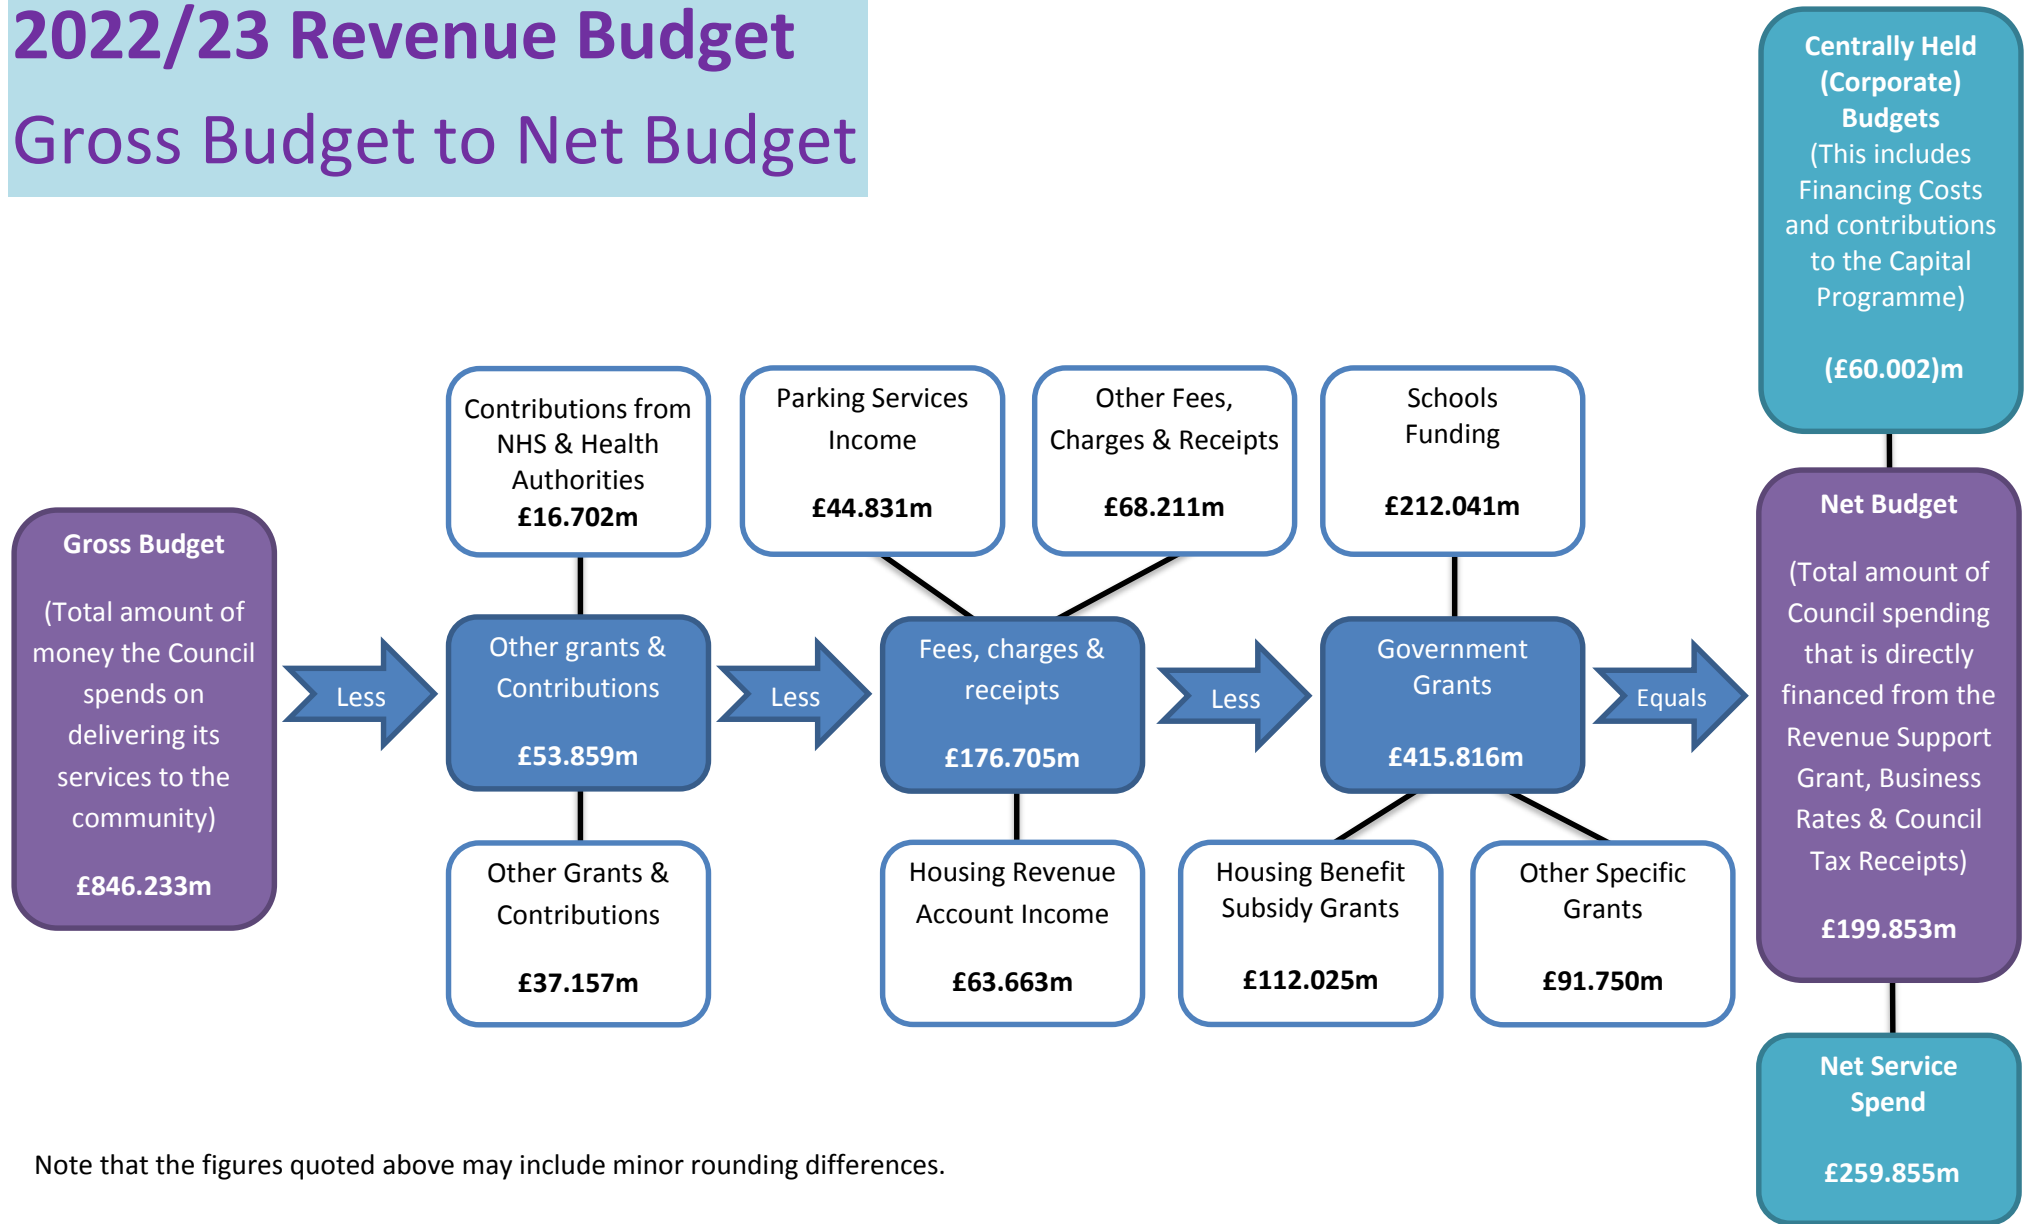 2022/23 Revenue Budget
Gross Budget to Net Budget
Centrally Held
(Corporate)
Budgets
(This includes
Financing Costs
and contributions
to the Capital
Programme)
(£60.002)m
Contributions from
NHS & Health
Authorities
£16.702m
Parking Services
Income
£44.831m
Other Fees,
Charges & Receipts
£68.211m
Schools
Funding
£212.041m
Gross Budget
(Total amount of
money the Council
spends on
delivering its
services to the
community)
£846.233m
Less
Other grants &
Contributions
£53.859m
Less
Fees, charges &
receipts
£176.705m
Less
Government
Grants
£415.816m
Equals
Net Budget
(Total amount of
Council spending
that is directly
financed from the
Revenue Support
Grant, Business
Rates & Council
Tax Receipts)
£199.853m
Other Grants &
Contributions
£37.157m
Housing Revenue
Account Income
£63.663m
Housing Benefit
Subsidy Grants
£112.025m
Other Specific
Grants
£91.750m
Net Service
Spend
£259.855m
Note that the figures quoted above may include minor rounding differences.